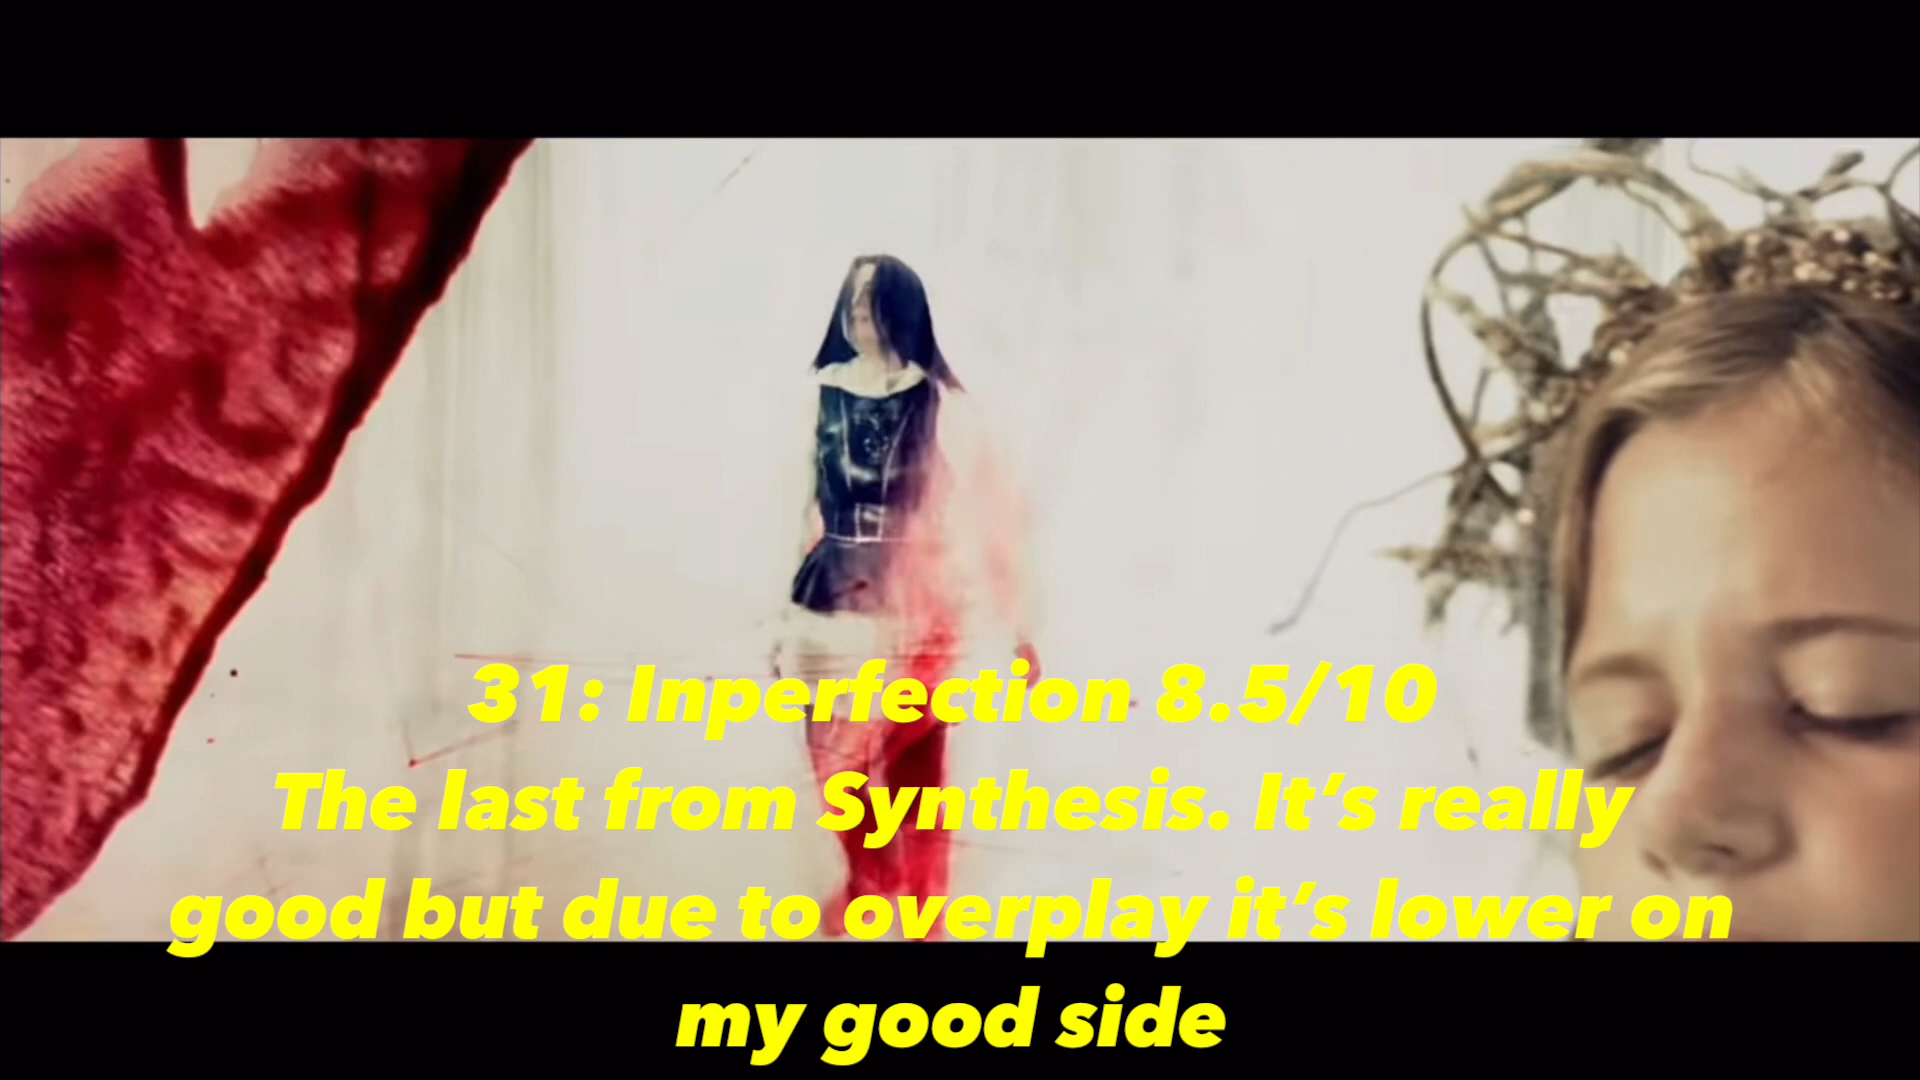 31: Inperfection 8.5/10
The last from Synthesis. It’s really
good but due to overplay it’s lower on
my good side